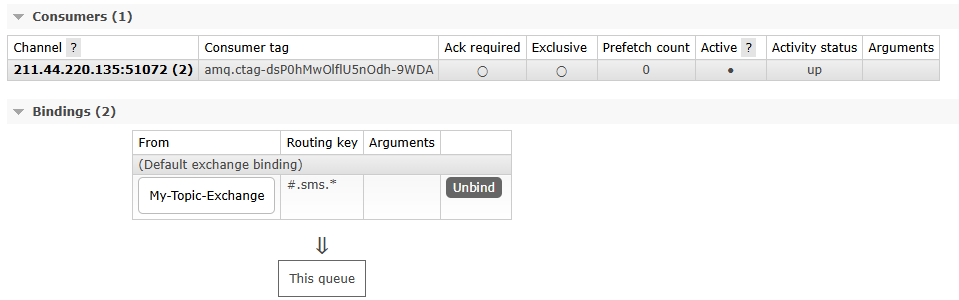 Consumers (1)
Channel ? Consumer tag Ack required Exclusive Prefetch count Active ? Activity status Arguments
211.44.220.135:51072 (2) amq.ctag-dsP0hMwOlflU5nOdh-9WDA ○ ○ 0 ● up
Bindings (2)
From Routing key Arguments
(Default exchange binding)
My-Topic-Exchange #.sms.* Unbind
⇓
This queue